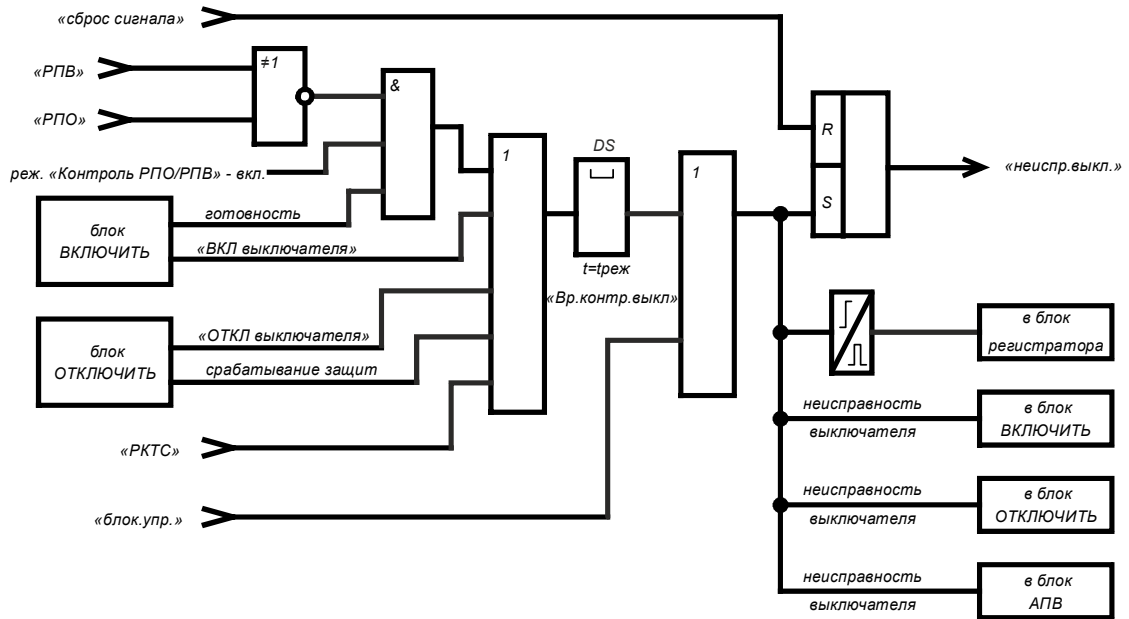 «сброс сигнала»
«РПВ»
≠1
«РПО»
&
реж. «Контроль РПО/РПВ» - вкл.
блок
ВКЛЮЧИТЬ
готовность
«ВКЛ выключателя»
блок
ОТКЛЮЧИТЬ
«ОТКЛ выключателя»
срабатывание защит
«РКТС»
«блок.упр.»
1
DS
t=tреж
«Вр.контр.выкл»
1
R
S
«неиспр.выкл.»
в блок
регистратора
неисправность
выключателя
в блок
ВКЛЮЧИТЬ
неисправность
выключателя
в блок
ОТКЛЮЧИТЬ
неисправность
выключателя
в блок
АПВ